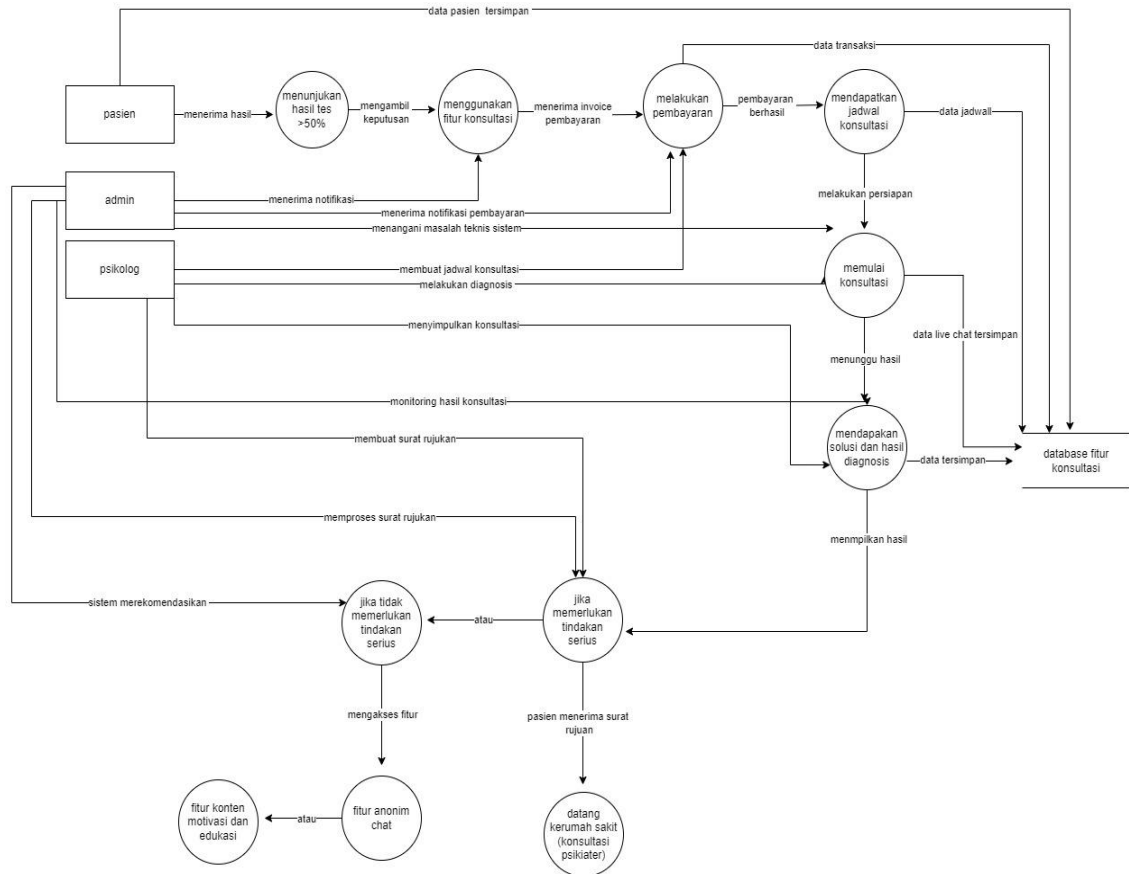 data pasien tersimpan
data transaksi
pasien
menerima hasil
menunjukan
hasil tes
>50%
mengambil
keputusan
menggunakan
fitur konsultasi
menerima invoice
pembayaran
melakukan
pembayaran
pembayaran
berhasil
mendapatkan
jadwal
konsultasi
data jadwall
admin
menerima notifikasi
menerima notifikasi pembayaran
menangani masalah teknis sistem
melakukan persiapan
psikolog
membuat jadwal konsultasi
melakukan diagnosis
memulai
konsultasi
menyimpulkan konsultasi
data live chat tersimpan
menunggu hasil
monitoring hasil konsultasi
membuat surat rujukan
mendapakan
solusi dan hasil
diagnosis
data tersimpan
database fitur
konsultasi
memproses surat rujukan
menmpilkan hasil
sistem merekomendasikan
jika tidak
memerlukan
tindakan
serius
atau
jika
memerlukan
tindakan
serius
mengakses fitur
pasien menerima surat
rujuan
fitur konten
motivasi dan
edukasi
atau
fitur anonim
chat
datang
kerumah sakit
(konsultasi
psikiater)